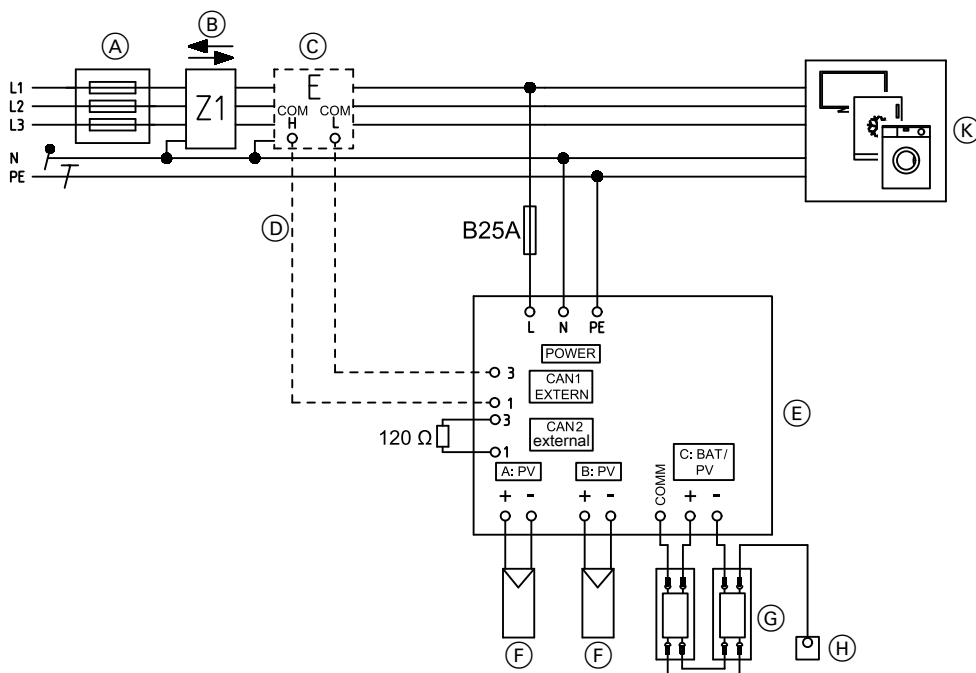 A
B
C
L1
L2
L3
N
PE
Z1
E
COM COM
H L
N
K
D
B25A
L N PE
POWER
3
CAN1
EXTERN
1
3
CAN2
external
1
120 Ω
E
A: PV
B: PV
C: BAT/
PV
COMM
+ - + - + -
F
F
G
H